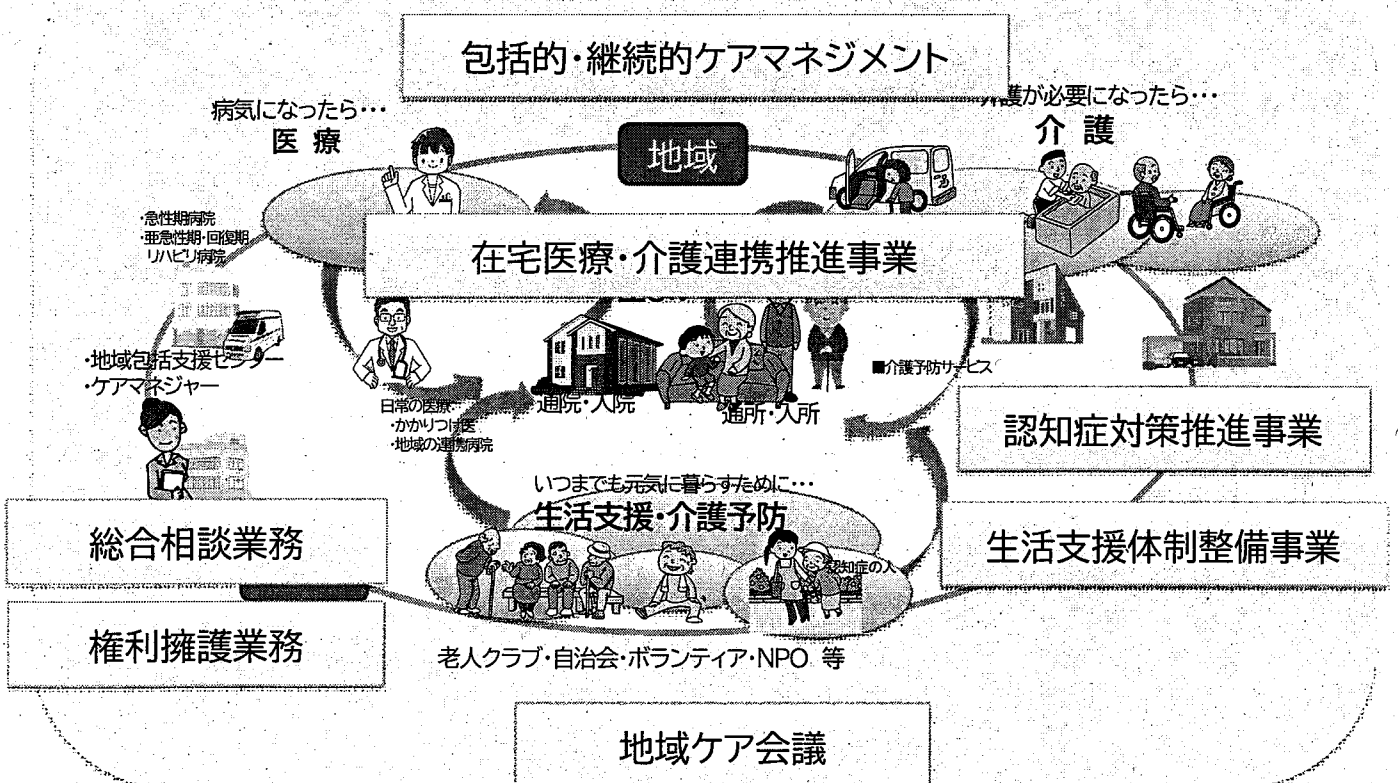 包括的・継続的ケアマネジメント
病気になったら・・・
医 療
護が必要になったら・・・
介 護
地域
・急性期病院
・亜急性期・回復期
リハビリ病院
在宅医療・介護連携推進事業
・地域包括支援センター
・ケアマネジャー
日常の医療:
・かかりつけ医
・地域の連携病院
通院・入院
通所・入所
■介護予防サービス
認知症対策推進事業
いつまでも元気に暮らすために・・・
生活支援・介護予防
認知症の人
総合相談業務
生活支援体制整備事業
権利擁護業務
老人クラブ・自治会・ボランティア・NPO 等
地域ケア会議